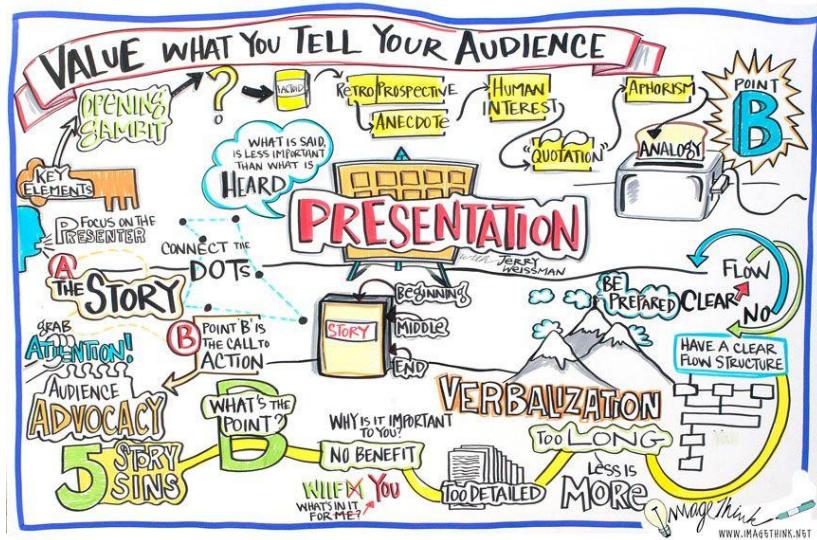 VALUE WHAT YOU TELL YOUR AUDIENCE
OPENING
GAMBIT
?
FACTOID
RETROPROSPECTIVE
ANECDOTE
HUMAN
INTEREST
"QUOTATION"
APHORISM
ANALOGY
POINT
B
KEY
ELEMENTS
WHAT IS SAID,
IS LESS IMPORTANT
THAN WHAT IS
HEARD
PRESENTATION
WITH JERRY
WEISSMAN
FOCUS ON THE
PRESENTER
CONNECT THE
DOTS
A
THE STORY
GRAB
ATTENTION!
B
POINT 'B' IS
THE CALL TO
ACTION
STORY
BEGINNING
MIDDLE
END
BE
PREPARED
CLEAR
FLOW
NO
HAVE A CLEAR
FLOW STRUCTURE
VERBALIZATION
AUDIENCE
ADVOCACY
5 STORY
SINS
WHAT'S THE
POINT?
B
WHY IS IT IMPORTANT
TO YOU?
NO BENEFIT
WIIFM YOU
WHAT'S IN IT
FOR ME?
TOO DETAILED
TOO LONG
LESS IS
MORE
ImageThink
WWW.IMAGETHINK.NET